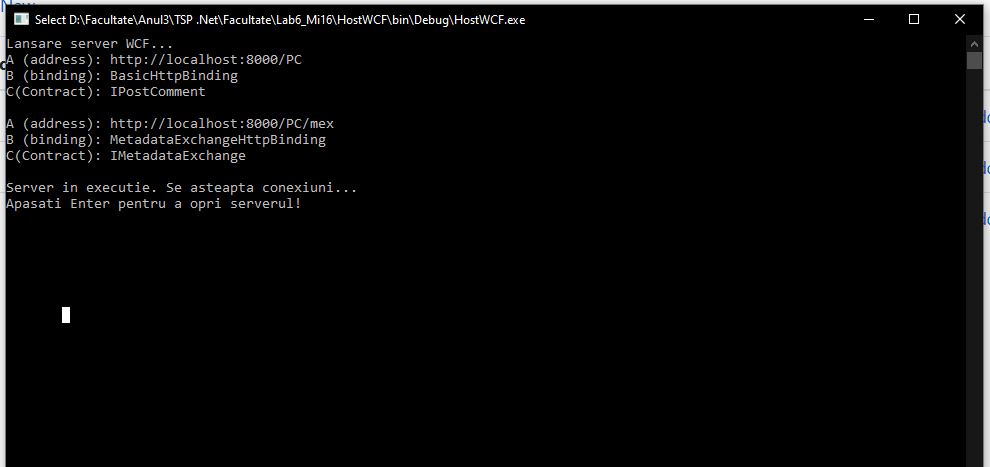 Select D:\Facultate\Anul3\TSP .Net\Facultate\Lab6_Mi16\HostWCF\bin\Debug\HostWCF.exe
Lansare server WCF...
A (address): http://localhost:8000/PC
B (binding): BasicHttpBinding
C(Contract): IPostComment
A (address): http://localhost:8000/PC/mex
B (binding): MetadataExchangeHttpBinding
C(Contract): IMetadataExchange
Server in executie. Se asteapta conexiuni...
Apasati Enter pentru a opri serverul!